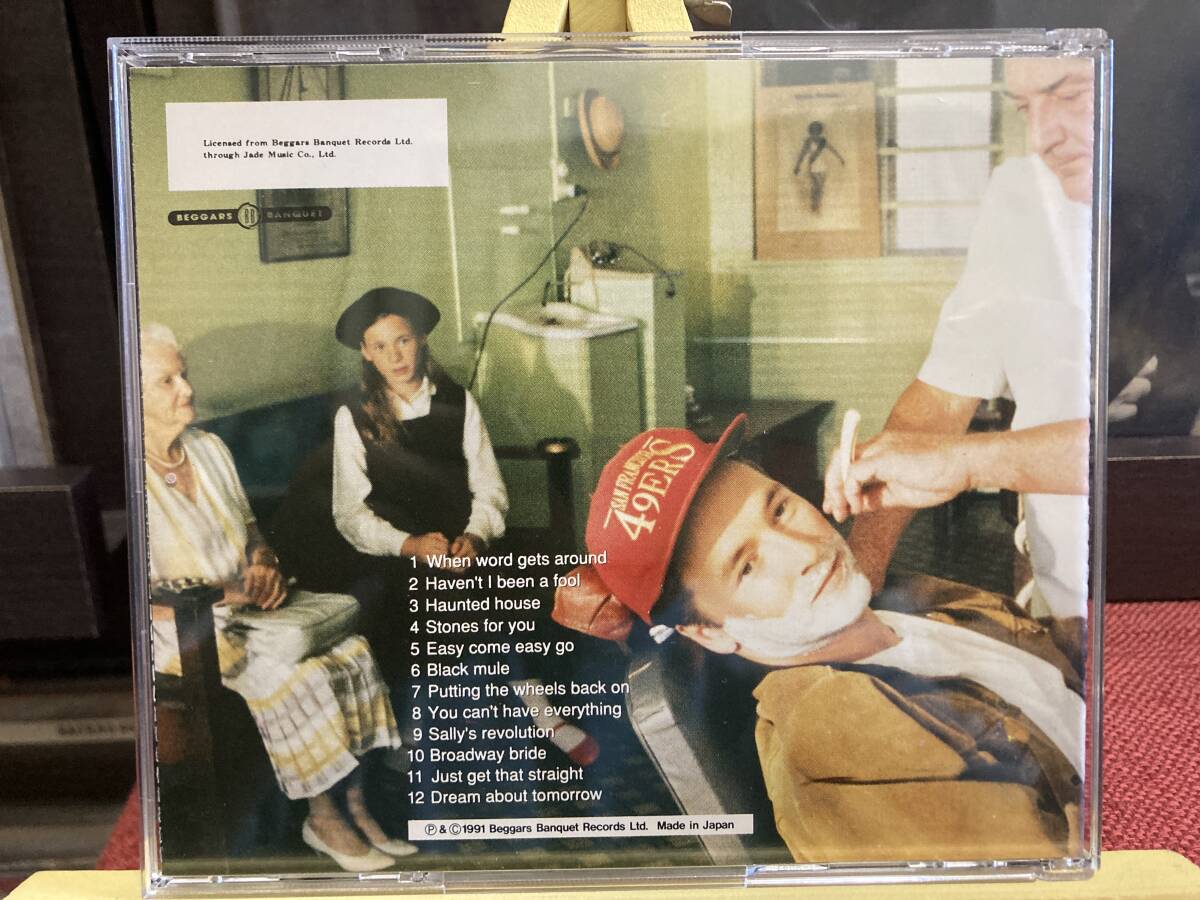 Licensed from Beggars Banquet Records Ltd.
through Jade Music Co., Ltd.
BEGGARS BB BANQUET
SAN FRANCISCO
49ERS
1 When word gets around
2 Haven't I been a fool
3 Haunted house
4 Stones for you
5 Easy come easy go
6 Black mule
7 Putting the wheels back on
8 You can't have everything
9 Sally's revolution
10 Broadway bride
11 Just get that straight
12 Dream about tomorrow
Ⓟ & Ⓒ 1991 Beggars Banquet Records Ltd. Made in Japan